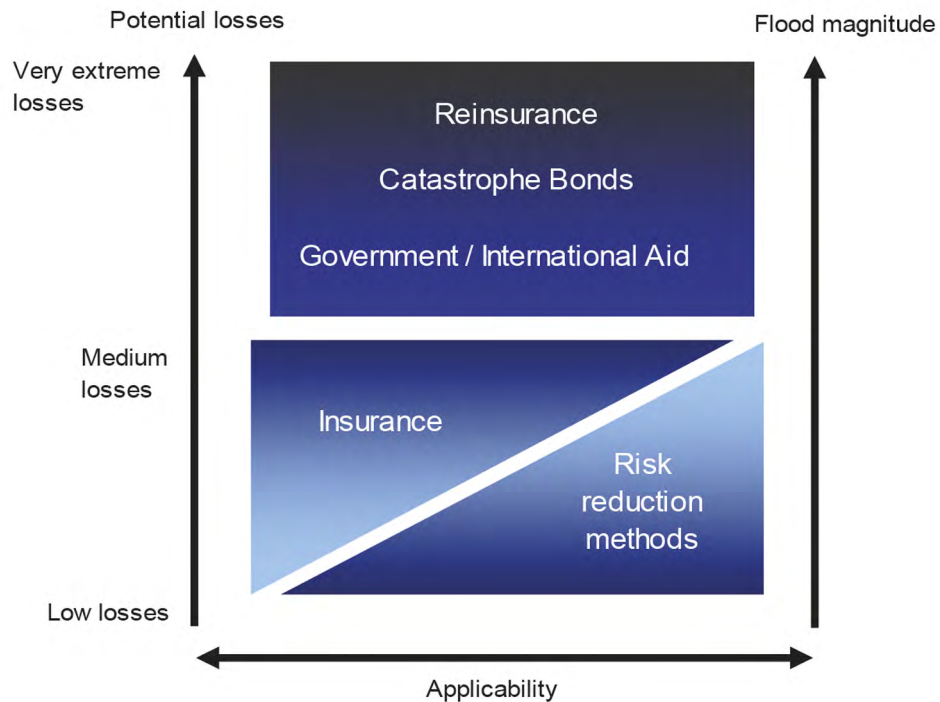 Potential losses
Flood magnitude
Very extreme
losses
Reinsurance
Catastrophe Bonds
Government / International Aid
Medium
losses
Insurance
Risk
reduction
methods
Low losses
Applicability